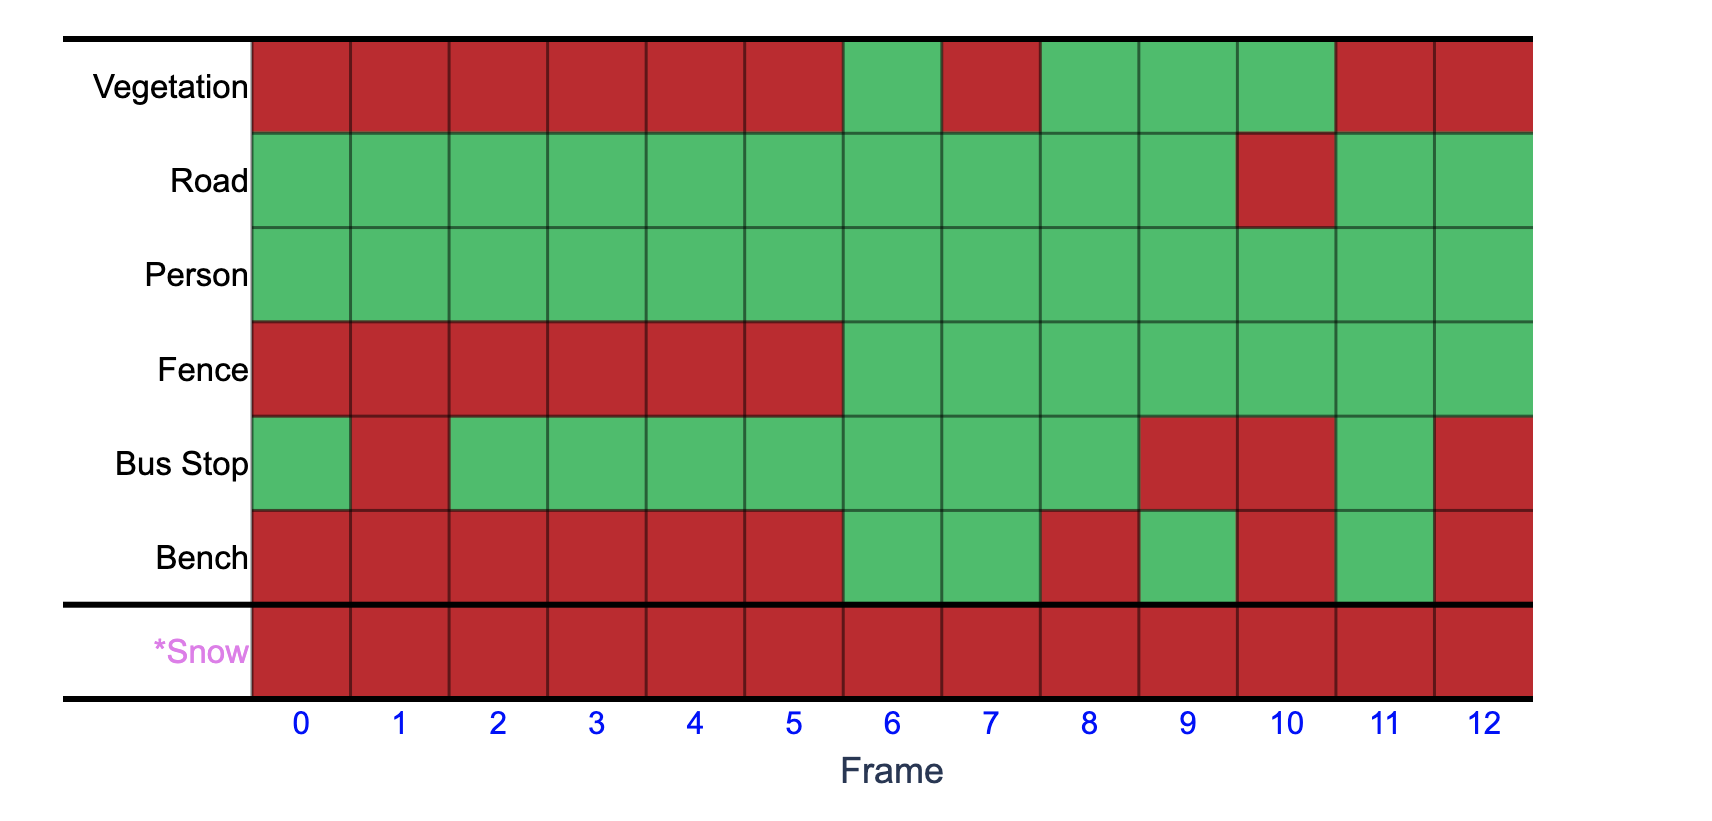 Vegetation
Road
Person
Fence
Bus Stop
Bench
*Snow
0 1 2 3 4 5 6 7 8 9 10 11 12
Frame